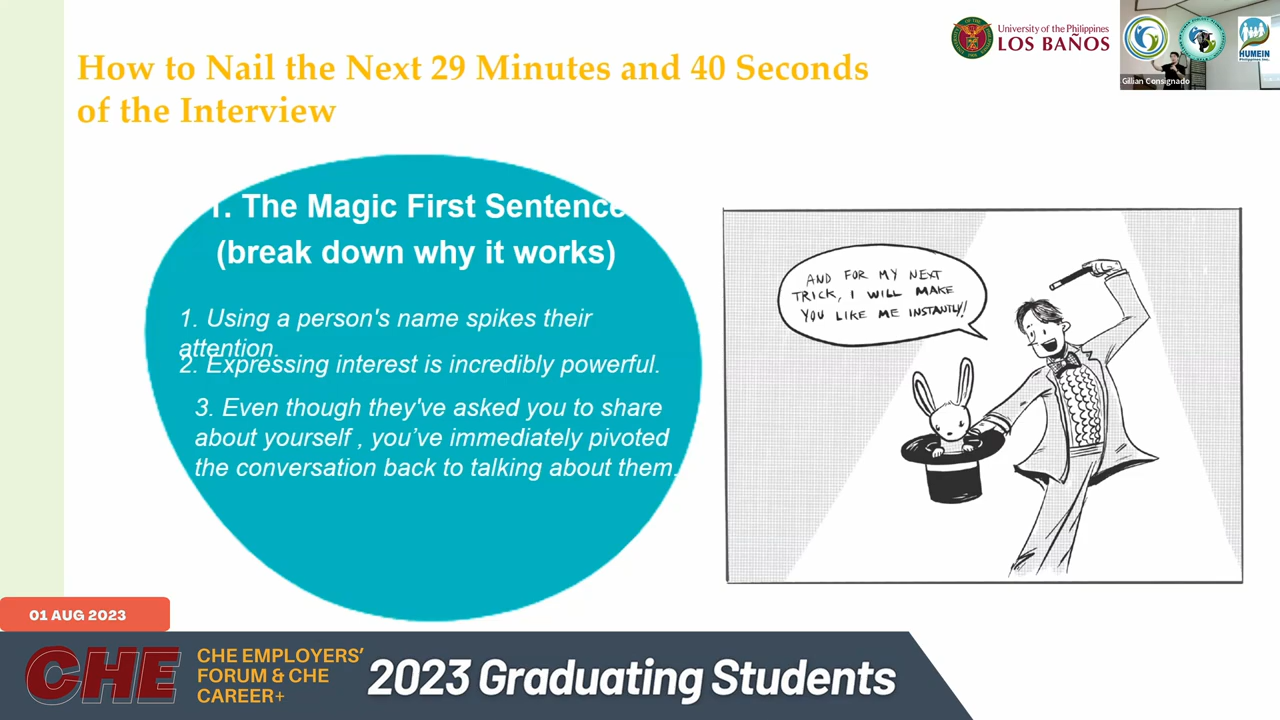 University of the Philippines
LOS BAÑOS
HUMEIN
Philippines Inc.
Gillian Consignado
How to Nail the Next 29 Minutes and 40 Seconds
of the Interview
1. The Magic First Sentence
(break down why it works)
1. Using a person's name spikes their
attention.
2. Expressing interest is incredibly powerful.
3. Even though they've asked you to share
about yourself , you’ve immediately pivoted
the conversation back to talking about them.
AND FOR MY NEXT
TRICK, I WILL MAKE
YOU LIKE ME INSTANTLY!
01 AUG 2023
CHE
CHE EMPLOYERS’
FORUM & CHE
CAREER+
2023 Graduating Students